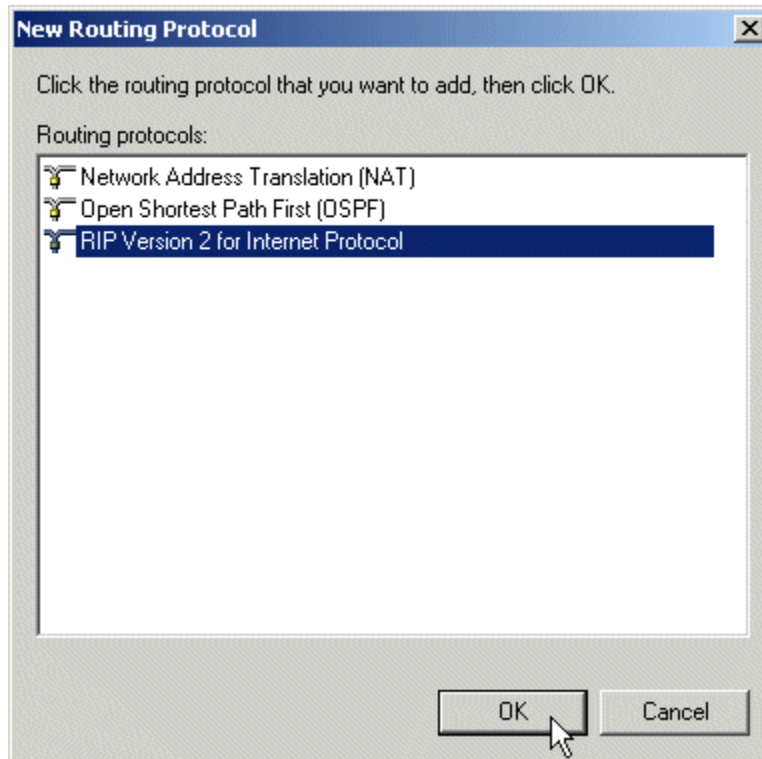 New Routing Protocol
Click the routing protocol that you want to add, then click OK.
Routing protocols:
Network Address Translation (NAT)
Open Shortest Path First (OSPF)
RIP Version 2 for Internet Protocol
OK
Cancel